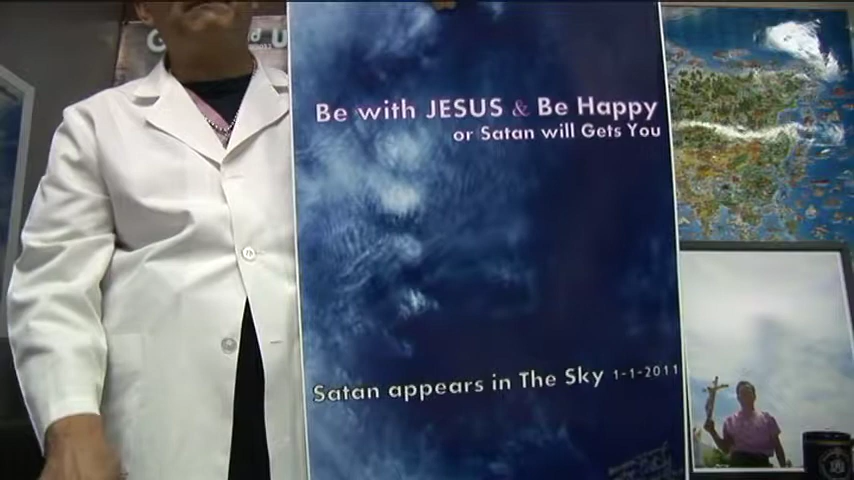 Be with JESUS & Be Happy
or Satan will Gets You
Satan appears in The Sky 1-1-2011